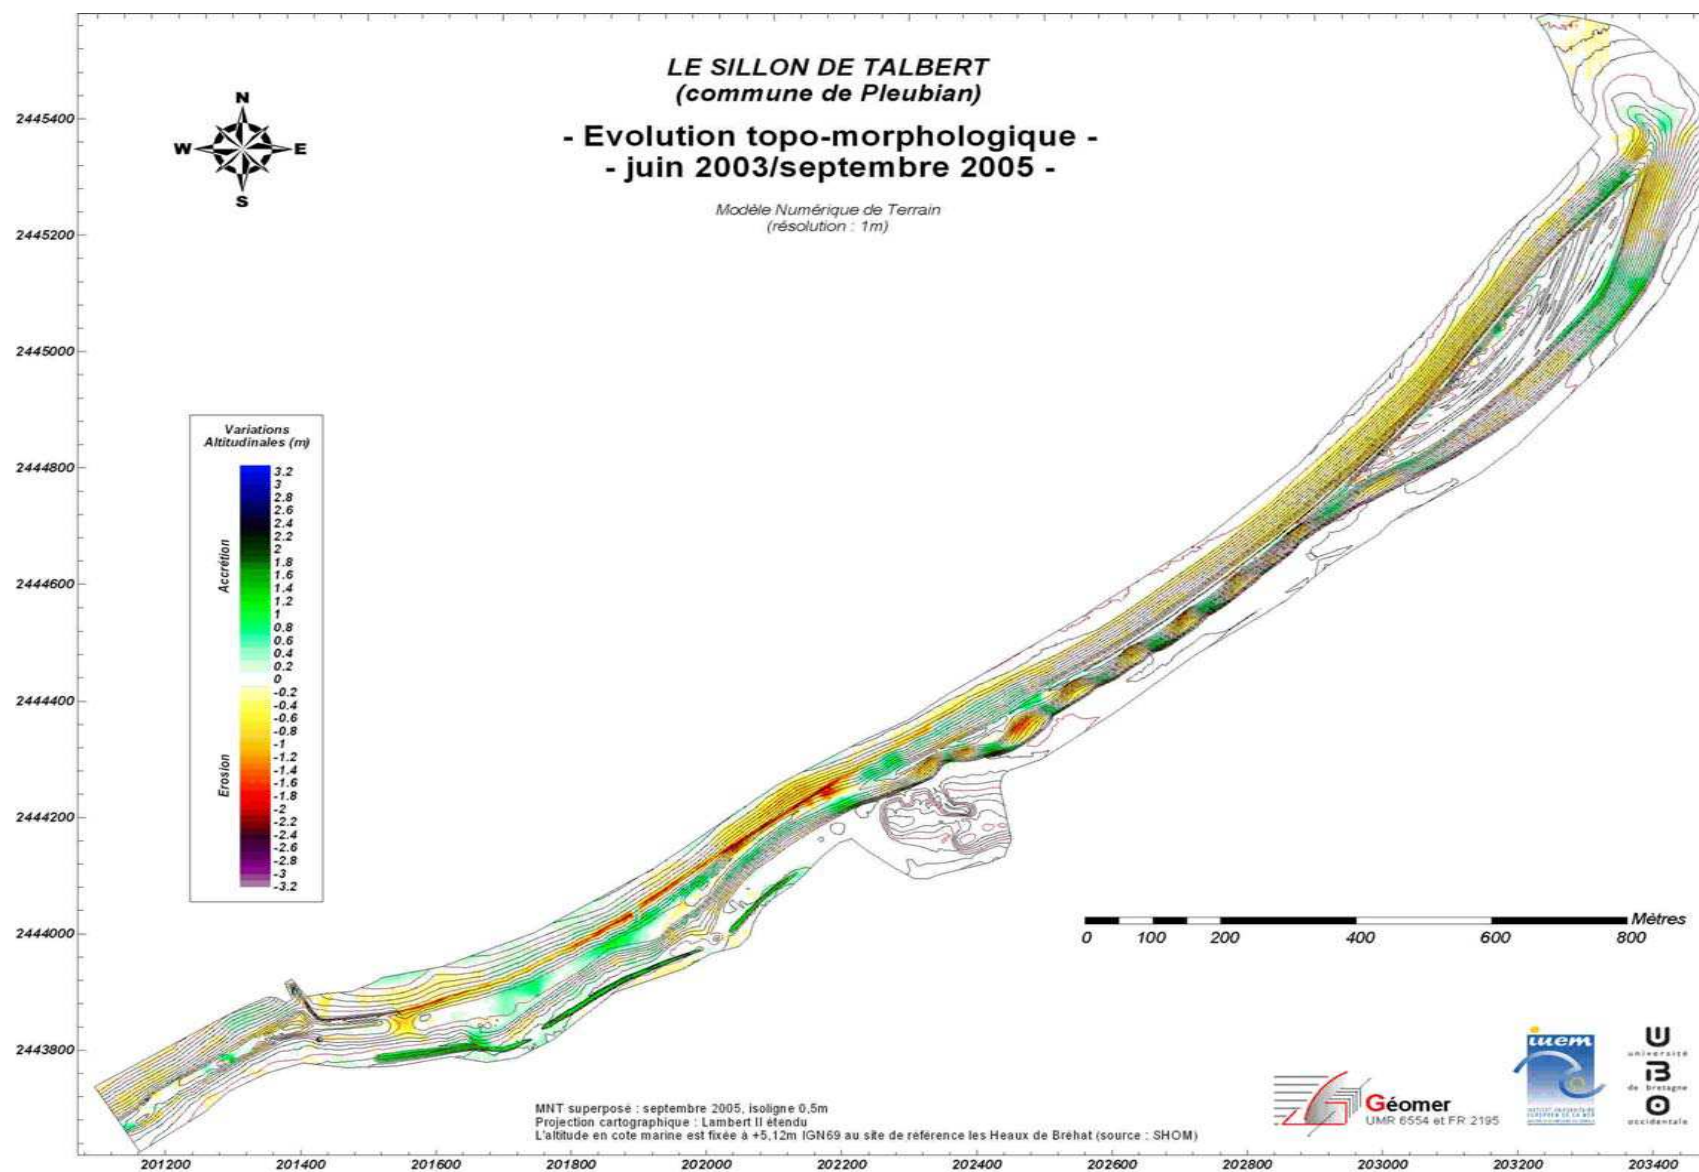 LE SILLON DE TALBERT
(commune de Pleubian)
- Evolution topo-morphologique -
- juin 2003/septembre 2005 -
Modèle Numérique de Terrain
(résolution : 1m)
N
W E
S
2445400
2445200
2445000
2444800
2444600
2444400
2444200
2444000
2443800
Variations
Altitudinales (m)
Accrétion
Erosion
3.2
3
2.8
2.6
2.4
2.2
2
1.8
1.6
1.4
1.2
1
0.8
0.6
0.4
0.2
0
-0.2
-0.4
-0.6
-0.8
-1
-1.2
-1.4
-1.6
-1.8
-2
-2.2
-2.4
-2.6
-2.8
-3
-3.2
Mètres
0 100 200 400 600 800
MNT superposé : septembre 2005, isoligne 0,5m
Projection cartographique : Lambert II étendu
L'altitude en cote marine est fixée à +5,12m IGN69 au site de référence les Heaux de Bréhat (source : SHOM)
Géomer
UMR 6554 et FR 2195
iuem
INSTITUT UNIVERSITAIRE
EUROPEEN DE LA MER
U
université
B
de bretagne
O
occidentale
201200 201400 201600 201800 202000 202200 202400 202600 202800 203000 203200 203400